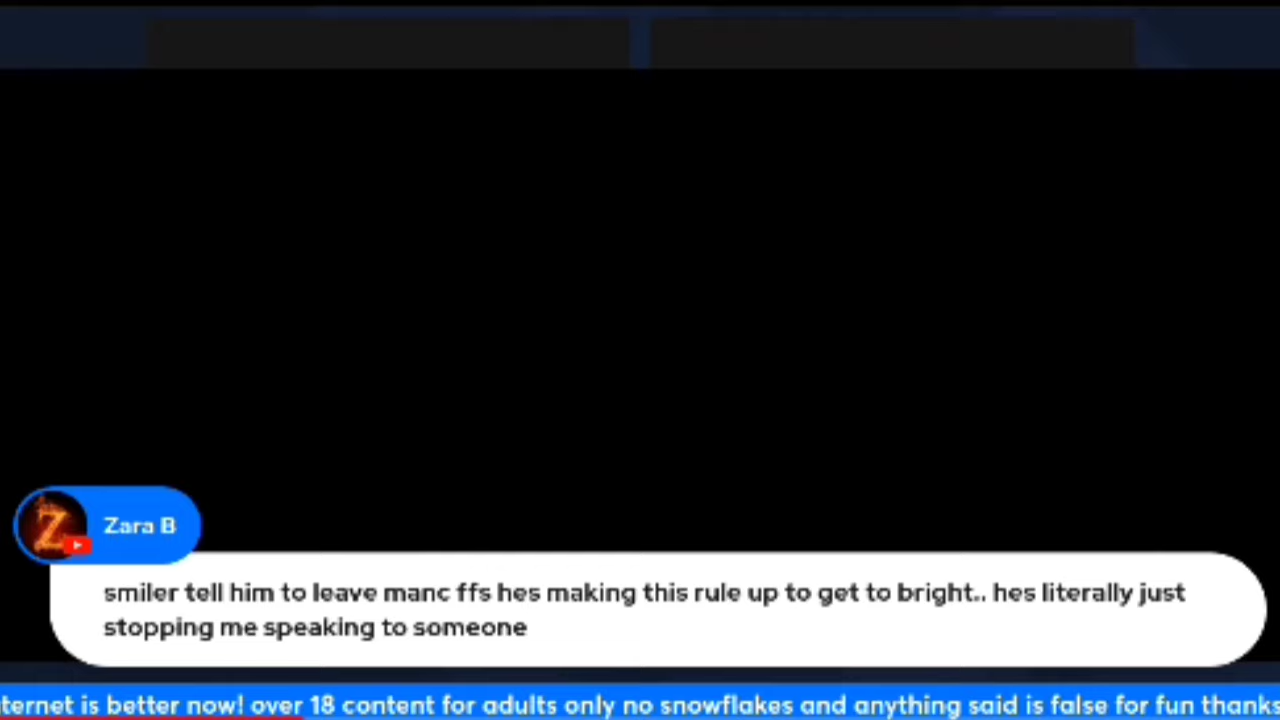 Zara B
smiler tell him to leave manc ffs hes making this rule up to get to bright.. hes literally just
stopping me speaking to someone
ternet is better now! over 18 content for adults only no snowflakes and anything said is false for fun thanks